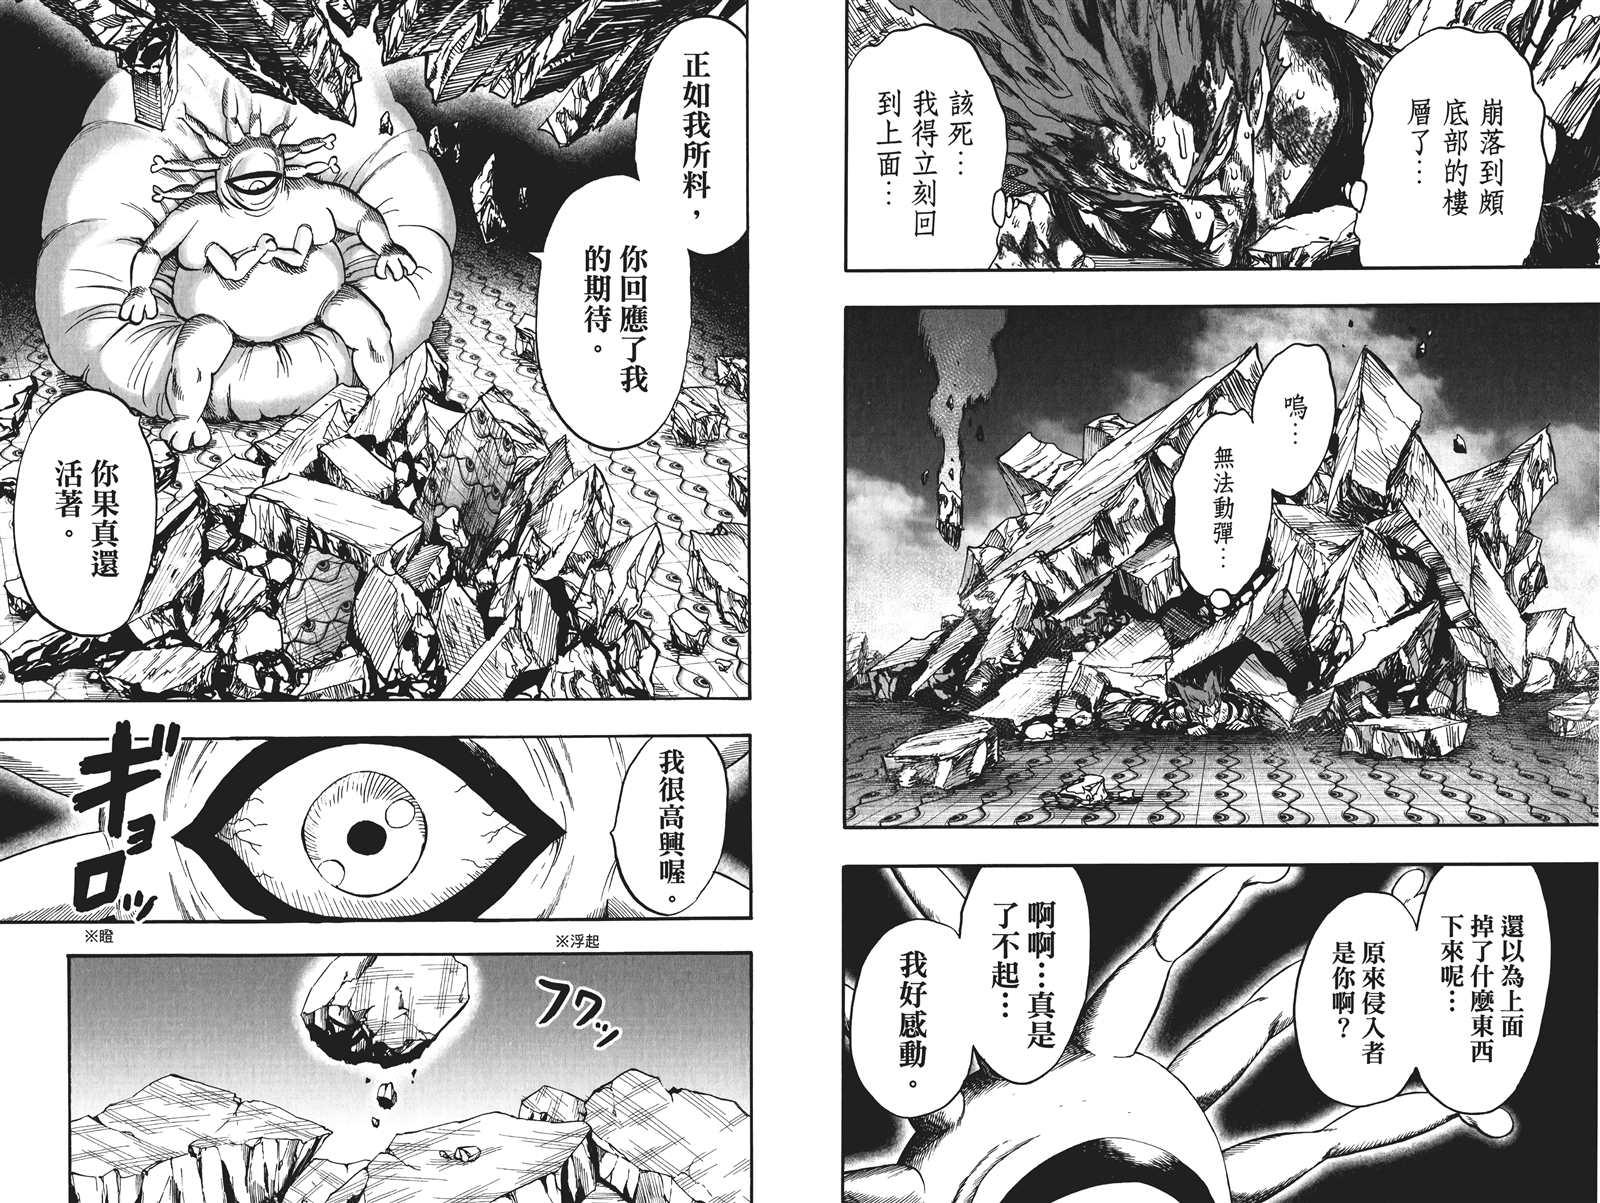 崩落到頗
底部的樓
層了…
該死…
我得立刻回
到上面…
嗚…
無法動彈…
還以為上面
掉了什麼東西
下來呢…
原來侵入者
是你啊？
啊啊…真是
了不起…
我好感動。
正如我所料，
你回應了我
的期待。
你果真還
活著。
我很高興喔。
ギョロッ
※瞪
※浮起
フワッ